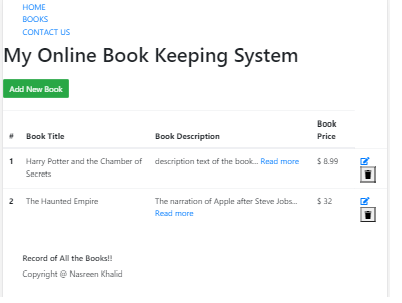 HOME
BOOKS
CONTACT US
My Online Book Keeping System
Add New Book
# Book Title Book Description Book Price
1 Harry Potter and the Chamber of Secrets description text of the book... Read more $ 8.99
2 The Haunted Empire The narration of Apple after Steve Jobs... Read more $ 32
Record of All the Books!!
Copyright @ Nasreen Khalid